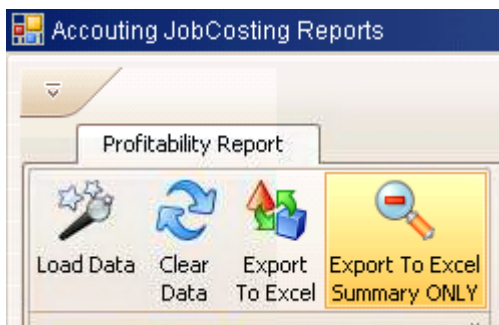 Accouting JobCosting Reports
Profitability Report
Load Data
Clear
Data
Export
To Excel
Export To Excel
Summary ONLY